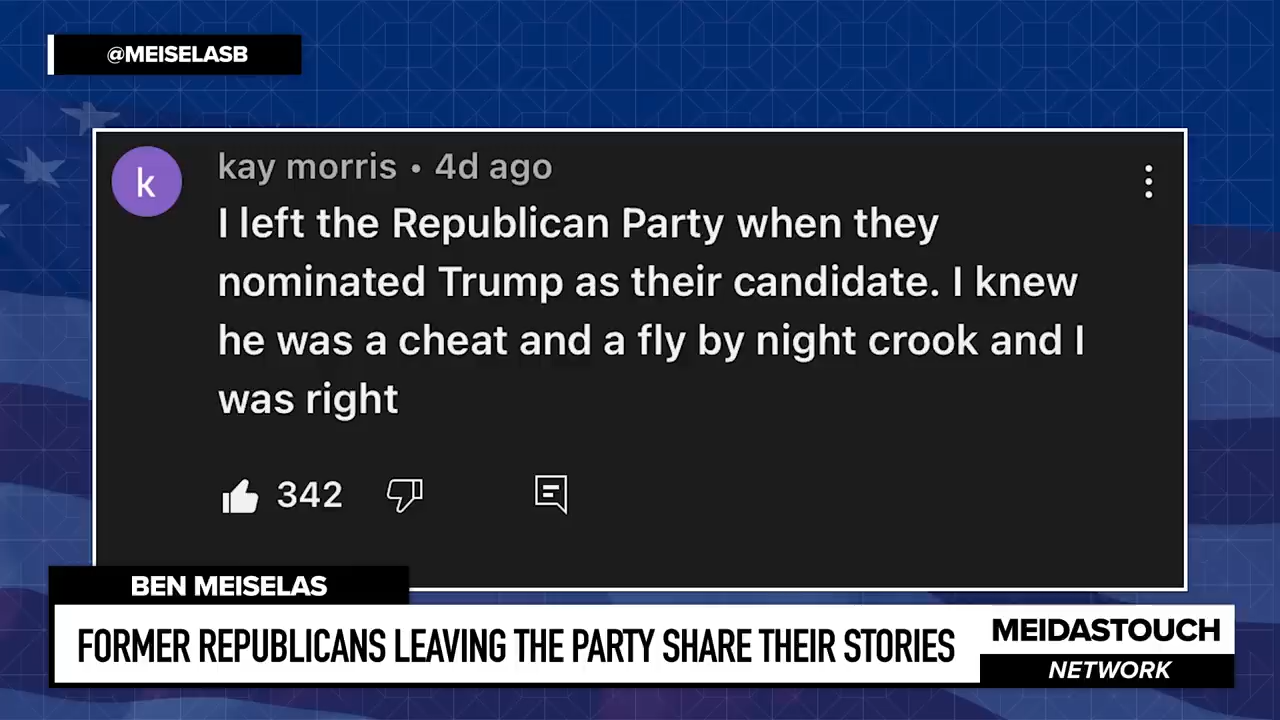 @MEISELASB
k
kay morris • 4d ago
I left the Republican Party when they
nominated Trump as their candidate. I knew
he was a cheat and a fly by night crook and I
was right
342
BEN MEISELAS
FORMER REPUBLICANS LEAVING THE PARTY SHARE THEIR STORIES
MEIDASTOUCH
NETWORK